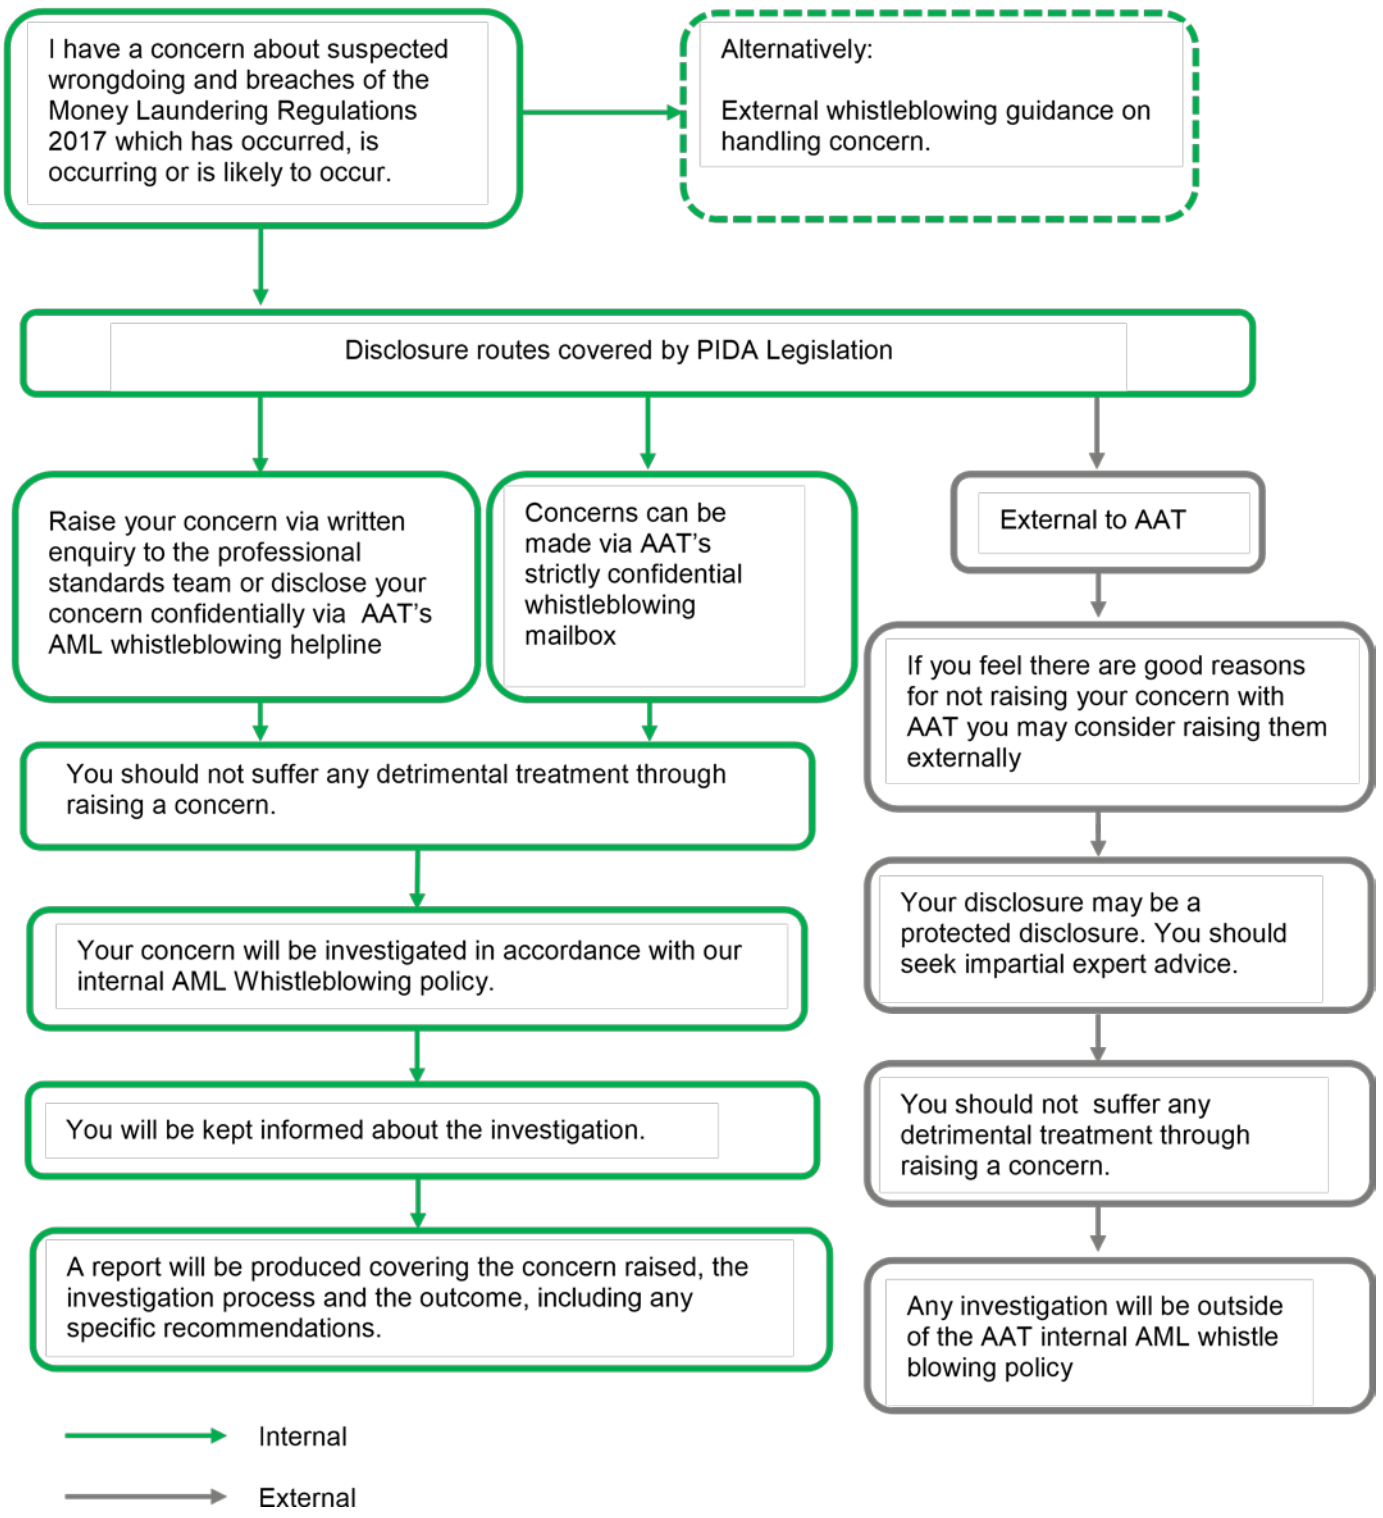 I have a concern about suspected
wrongdoing and breaches of the
Money Laundering Regulations
2017 which has occurred, is
occurring or is likely to occur.
Alternatively:
External whistleblowing guidance on
handling concern.
Disclosure routes covered by PIDA Legislation
Raise your concern via written
enquiry to the professional
standards team or disclose your
concern confidentially via  AAT’s
AML whistleblowing helpline
Concerns can be
made via AAT’s
strictly confidential
whistleblowing
mailbox
External to AAT
If you feel there are good reasons
for not raising your concern with
AAT you may consider raising them
externally
You should not suffer any detrimental treatment through
raising a concern.
Your disclosure may be a
protected disclosure. You should
seek impartial expert advice.
Your concern will be investigated in accordance with our
internal AML Whistleblowing policy.
You should not  suffer any
detrimental treatment through
raising a concern.
You will be kept informed about the investigation.
A report will be produced covering the concern raised, the
investigation process and the outcome, including any
specific recommendations.
Any investigation will be outside
of the AAT internal AML whistle
blowing policy
Internal
External